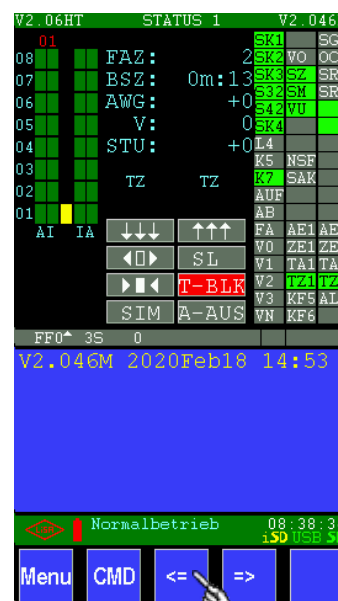 V2.06HT STATUS 1 V2.046
01 SK1 SG
08 FAZ: 2 SK2 VO OC
07 BSZ: 0m:13 SK3 SZ SR
06 AWG: +0 S32 SM SR
05 V: 0 S42 VU
SK4
04 STU: +0 L4
03 K5 NSF
02 TZ TZ K7 SAK
AUF
01 AB
AI IA ↓↓↓ ↑↑↑ FA AE1 AE
◀▯▶ SL V0 ZE1 ZE
V1 TA1 TA
▶▮◀ T-BLK V2 TZ1 TZ
V3 KF5 AL
SIM A-AUS VN KF6
FF0 3S 0
V2.046M 2020Feb18 14:53
Normalbetrieb 08:38:3
iSD USB S
Menu CMD <= =>